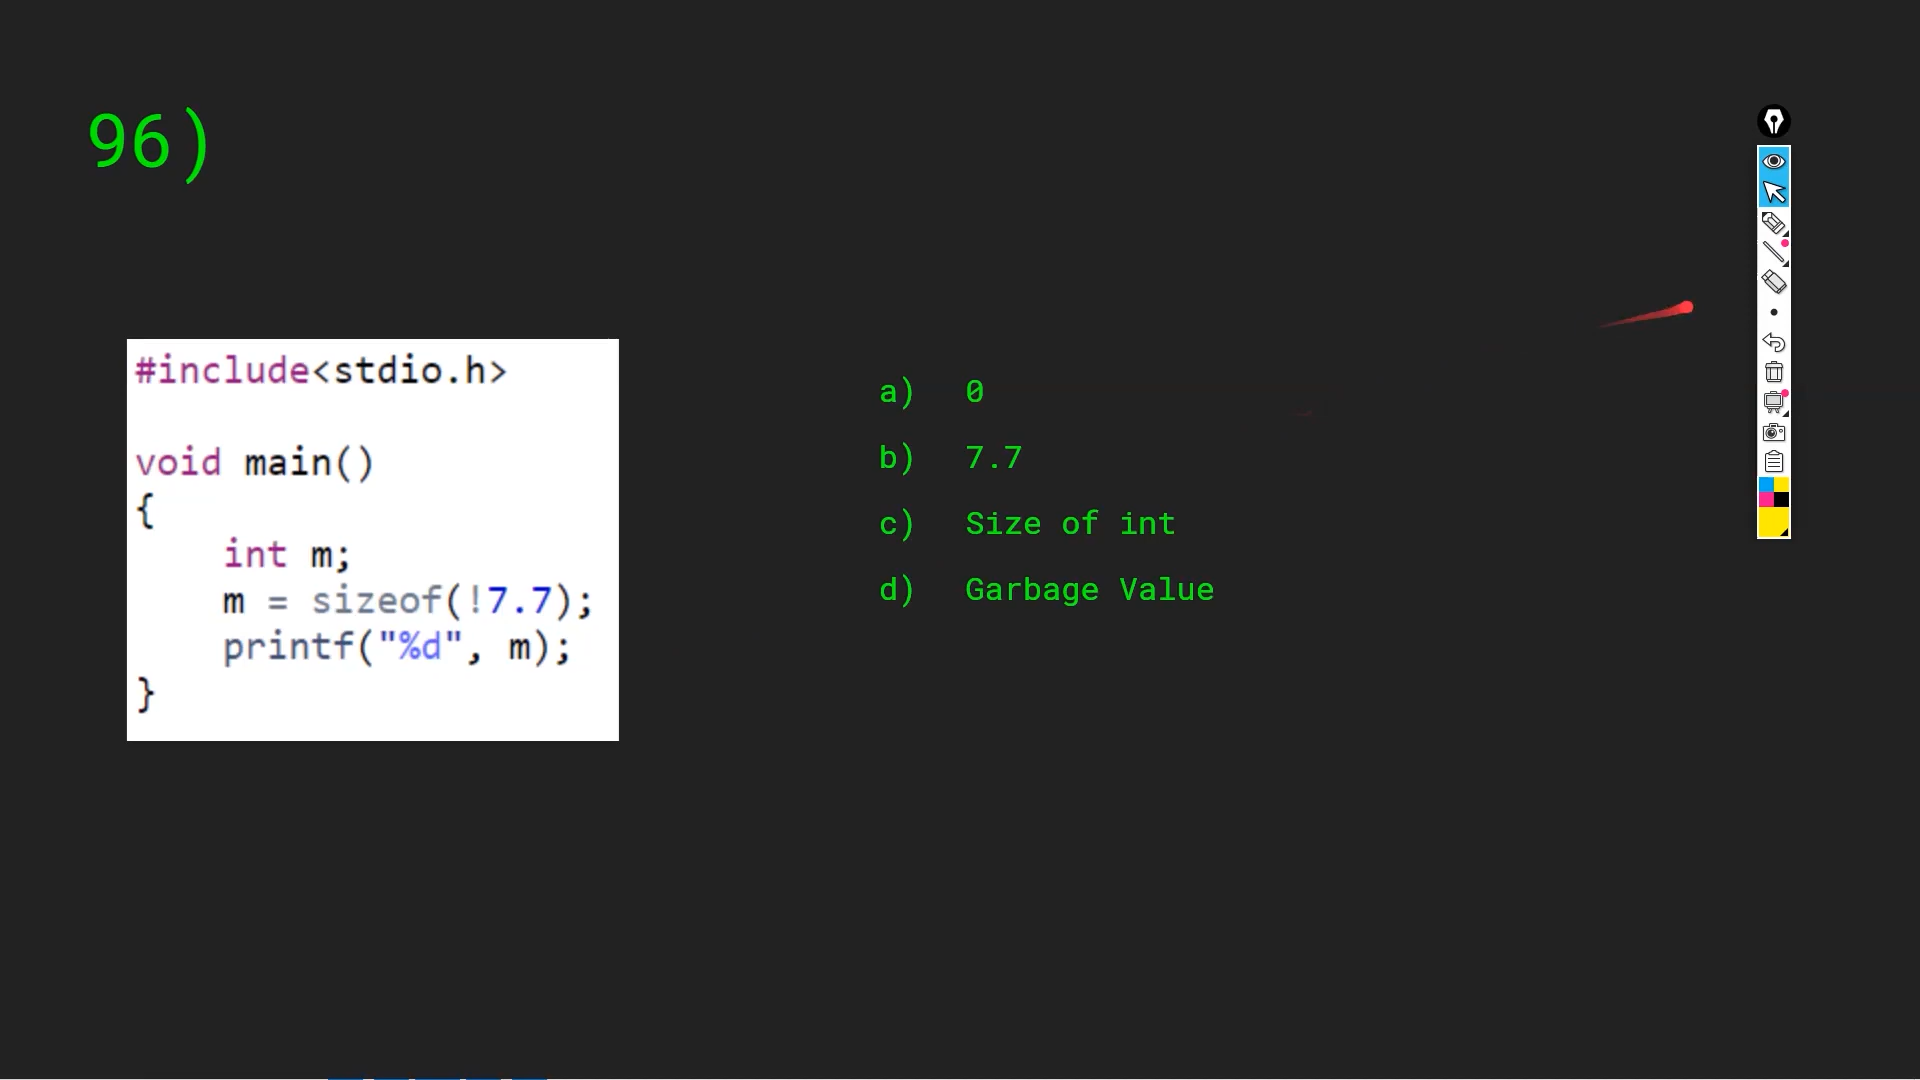 96)
#include<stdio.h>
void main()
{
    int m;
    m = sizeof(!7.7);
    printf("%d", m);
}
a) 0
b) 7.7
c) Size of int
d) Garbage Value